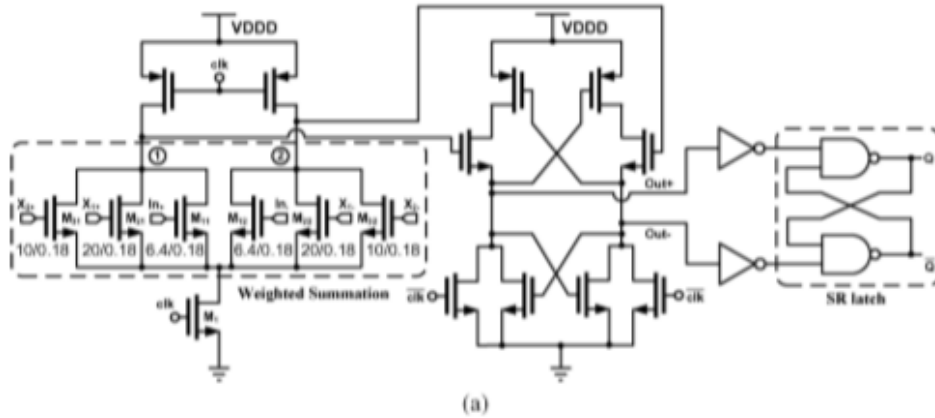 VDDD
VDDD
clk
①
②
X₂₊
X₁₊
In₊
In₋
X₁₋
X₂₋
M₃₁
M₂₁
M₁₁
M₁₂
M₂₂
M₃₂
10/0.18
20/0.18
6.4/0.18
6.4/0.18
20/0.18
10/0.18
Weighted Summation
clk
M₁
Out+
Out-
c̅l̅k̅
c̅l̅k̅
Q
Q̅
SR latch
(a)